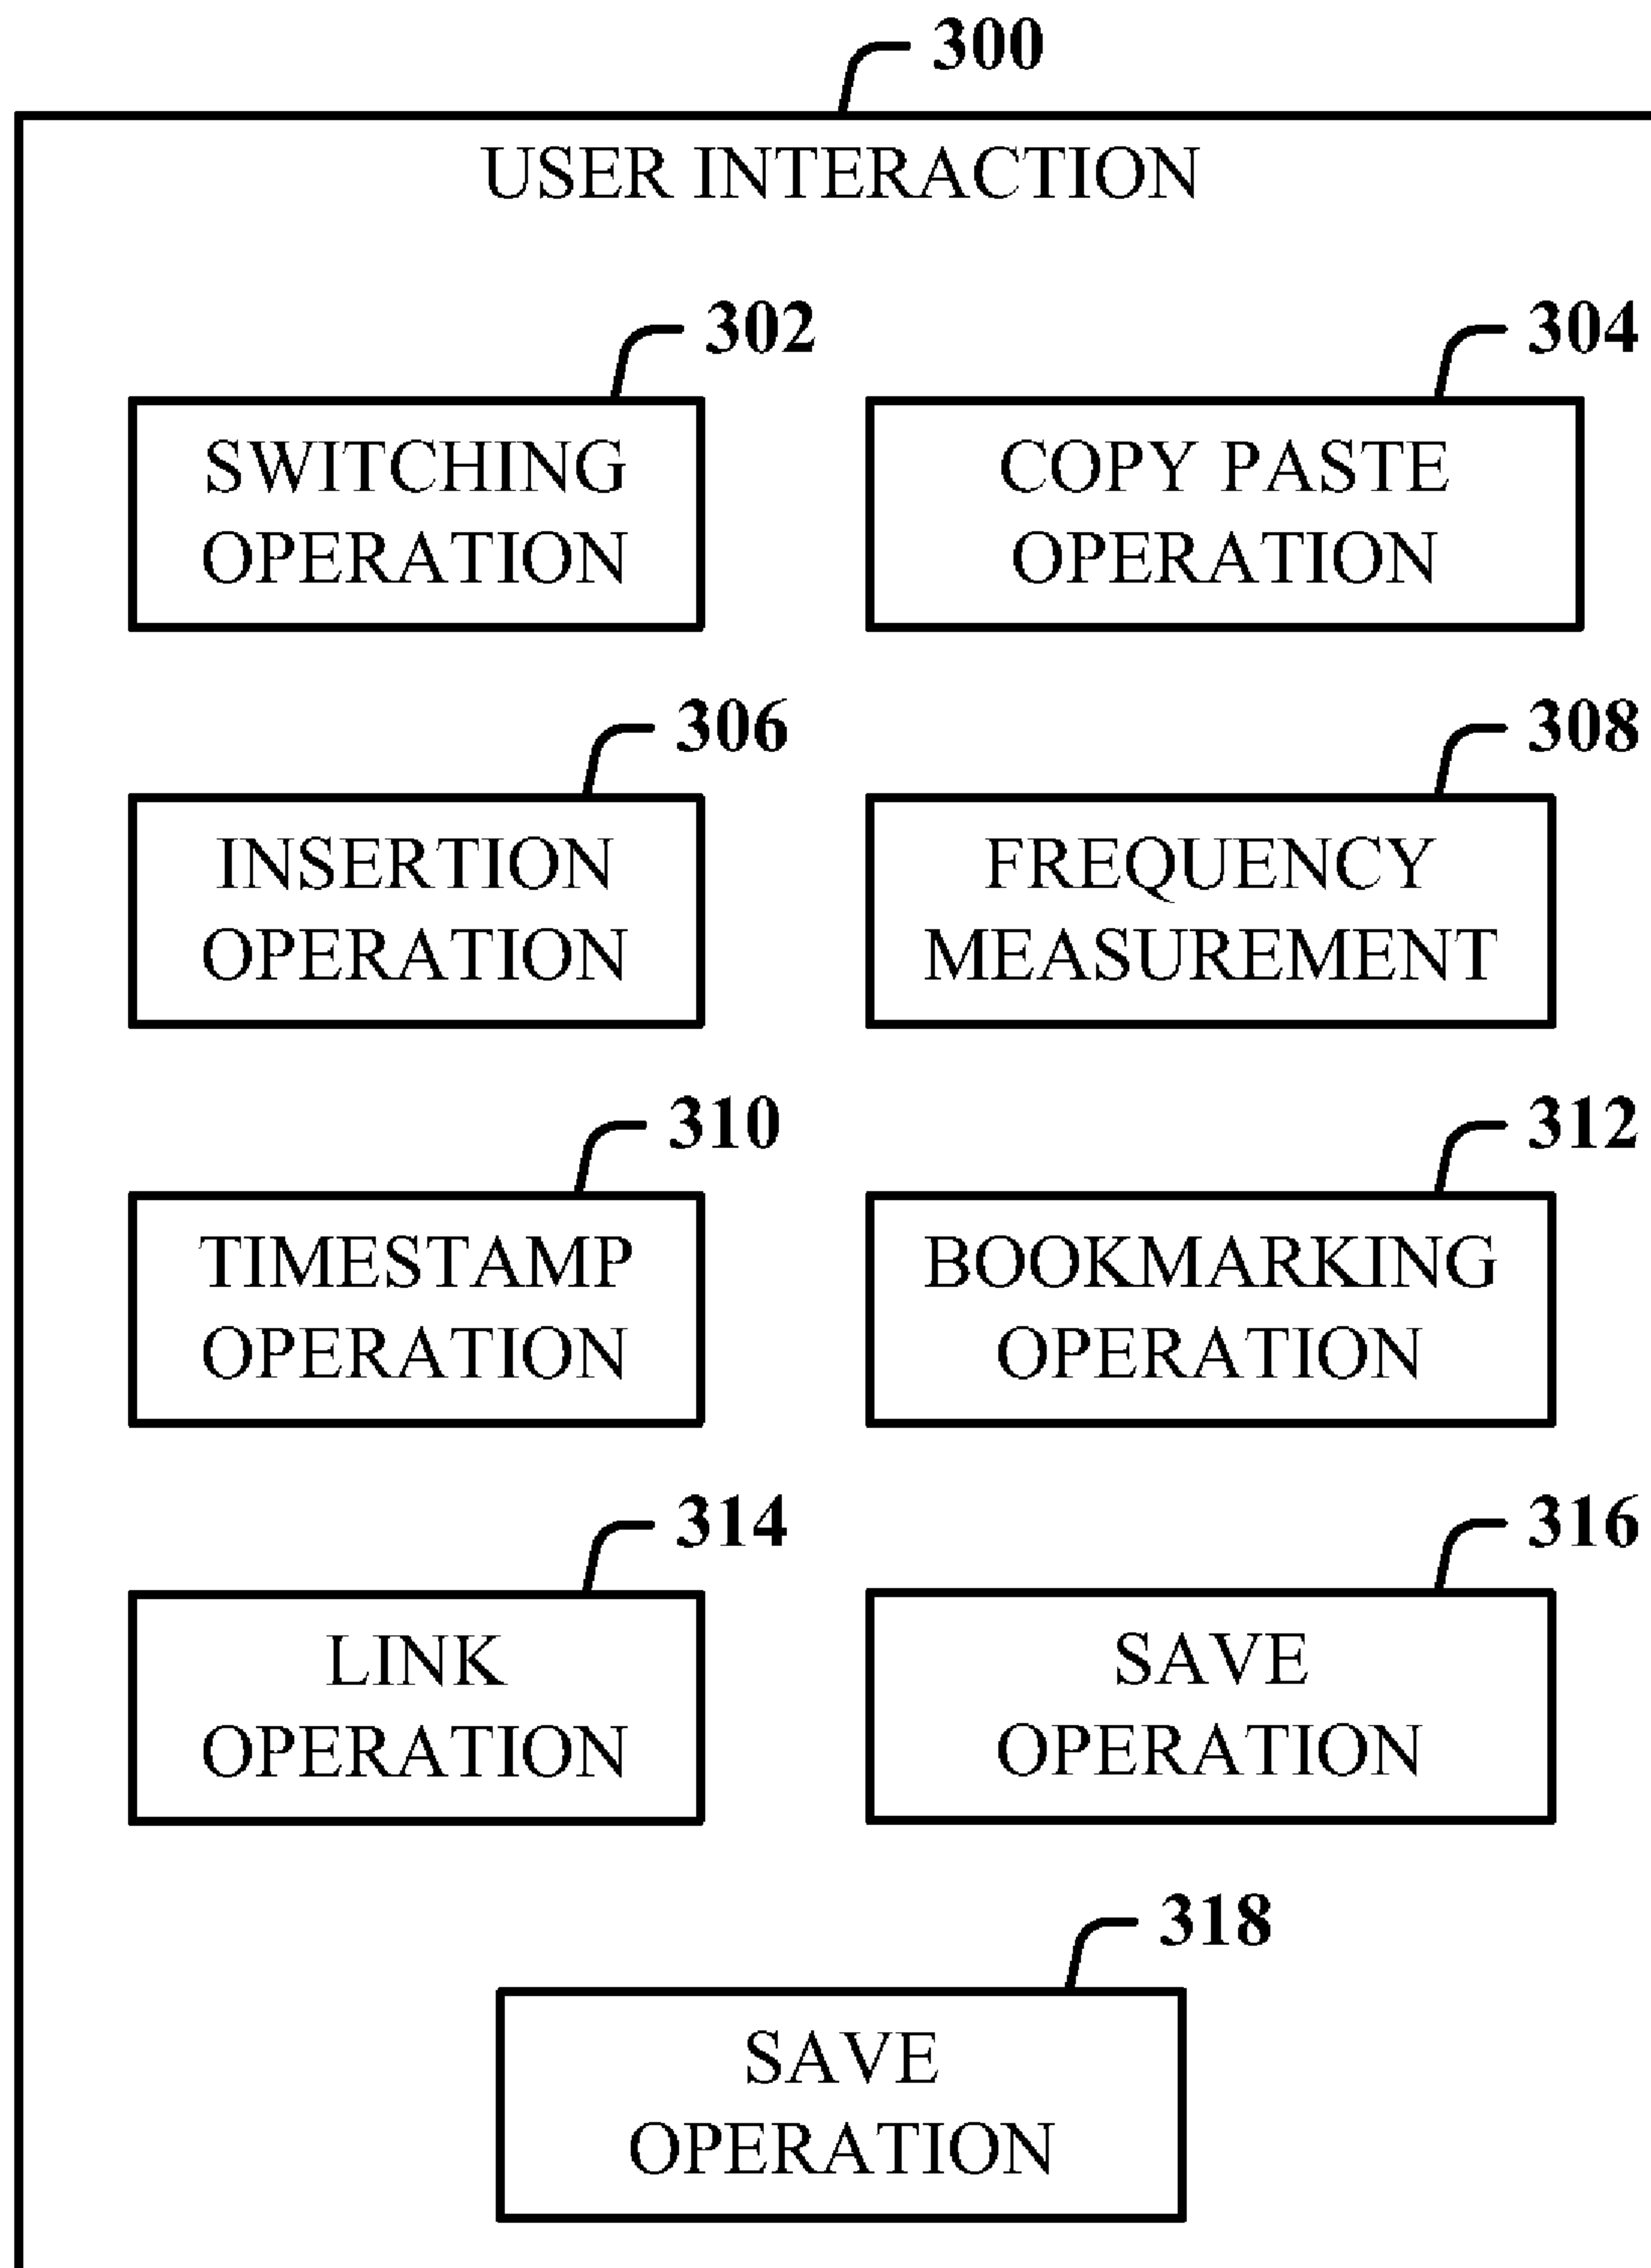 300
USER INTERACTION
302
SWITCHING
OPERATION
304
COPY PASTE
OPERATION
306
INSERTION
OPERATION
308
FREQUENCY
MEASUREMENT
310
TIMESTAMP
OPERATION
312
BOOKMARKING
OPERATION
314
LINK
OPERATION
316
SAVE
OPERATION
318
SAVE
OPERATION